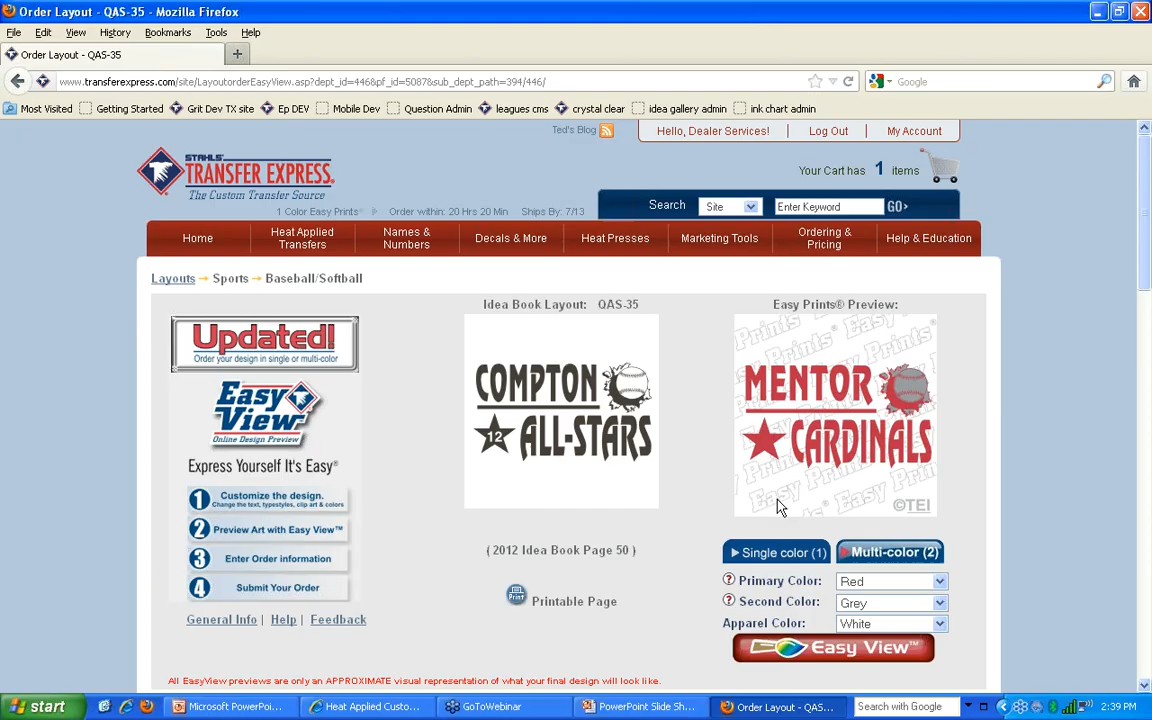 Order Layout - QAS-35 - Mozilla Firefox
File Edit View History Bookmarks Tools Help
Order Layout - QAS-35
www.transferexpress.com/site/LayoutorderEasyView.asp?dept_id=446&pf_id=5087&sub_dept_path=394/446/
Google
Most Visited Getting Started Grit Dev TX site Ep DEV Mobile Dev Question Admin leagues cms crystal clear idea gallery admin ink chart admin
Ted's Blog
Hello, Dealer Services! Log Out My Account
STAHLS'
TRANSFER EXPRESS.
The Custom Transfer Source
Your Cart has 1 items
Search Site Enter Keyword GO>
1 Color Easy Prints® Order within: 20 Hrs 20 Min Ships By: 7/13
Home Heat Applied Transfers Names & Numbers Decals & More Heat Presses Marketing Tools Ordering & Pricing Help & Education
Layouts Sports Baseball/Softball
Idea Book Layout: QAS-35
Easy Prints® Preview:
Updated!
Order your design in single or multi-color
Easy View
Online Design Preview
Express Yourself It's Easy®
1 Customize the design.
Change the text, typestyles, clip art & colors
2 Preview Art with Easy View™
3 Enter Order information
4 Submit Your Order
General Info | Help | Feedback
COMPTON
12 ALL-STARS
( 2012 Idea Book Page 50 )
Printable Page
Easy Prints®
MENTOR
CARDINALS
©TEI
Single color (1) Multi-color (2)
Primary Color: Red
Second Color: Grey
Apparel Color: White
Easy View™
All EasyView previews are only an APPROXIMATE visual representation of what your final design will look like.
start Microsoft PowerPoi... Heat Applied Custo... GoToWebinar PowerPoint Slide Sh... Order Layout - QAS-... Search with Google 2:39 PM